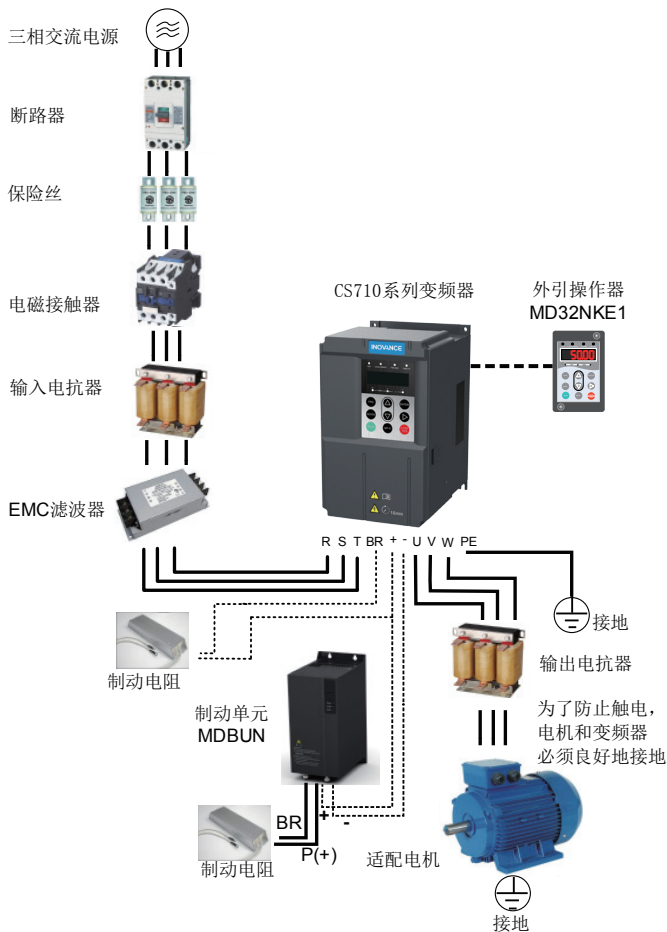 三相交流电源
断路器
保险丝
电磁接触器
输入电抗器
EMC滤波器
CS710系列变频器
外引操作器
MD32NKE1
INOVANCE
5000
10min
R S T BR + - U V W PE
接地
制动电阻
制动单元
MDBUN
输出电抗器
为了防止触电，
电机和变频器
必须良好地接地
BR
+
-
P(+)
制动电阻
适配电机
接地